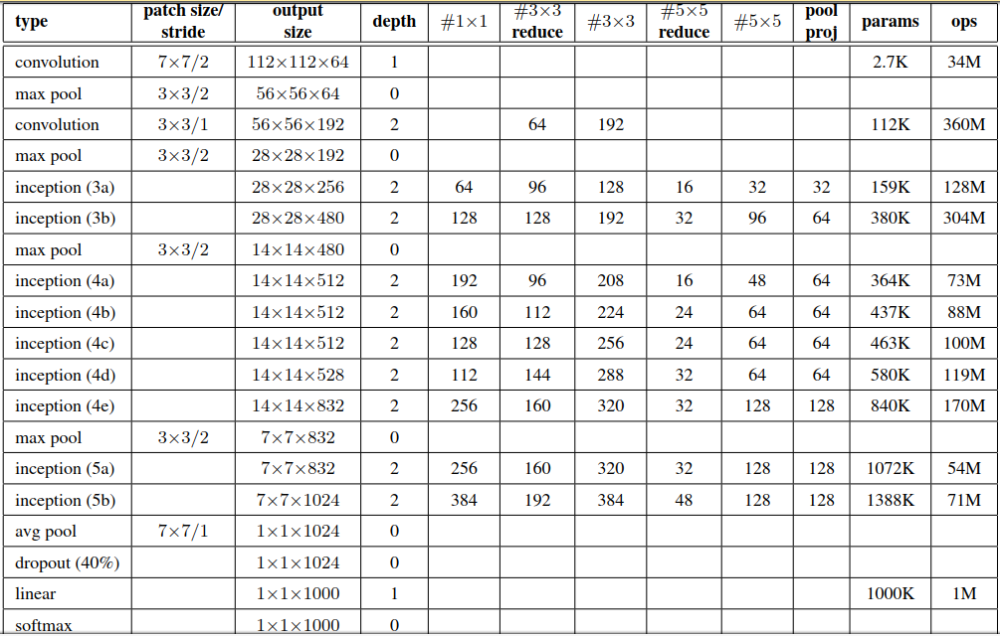 type patch size/ stride output size depth #1×1 #3×3 reduce #3×3 #5×5 reduce #5×5 pool proj params ops
convolution 7×7/2 112×112×64 1 2.7K 34M
max pool 3×3/2 56×56×64 0
convolution 3×3/1 56×56×192 2 64 192 112K 360M
max pool 3×3/2 28×28×192 0
inception (3a) 28×28×256 2 64 96 128 16 32 32 159K 128M
inception (3b) 28×28×480 2 128 128 192 32 96 64 380K 304M
max pool 3×3/2 14×14×480 0
inception (4a) 14×14×512 2 192 96 208 16 48 64 364K 73M
inception (4b) 14×14×512 2 160 112 224 24 64 64 437K 88M
inception (4c) 14×14×512 2 128 128 256 24 64 64 463K 100M
inception (4d) 14×14×528 2 112 144 288 32 64 64 580K 119M
inception (4e) 14×14×832 2 256 160 320 32 128 128 840K 170M
max pool 3×3/2 7×7×832 0
inception (5a) 7×7×832 2 256 160 320 32 128 128 1072K 54M
inception (5b) 7×7×1024 2 384 192 384 48 128 128 1388K 71M
avg pool 7×7/1 1×1×1024 0
dropout (40%) 1×1×1024 0
linear 1×1×1000 1 1000K 1M
softmax 1×1×1000 0